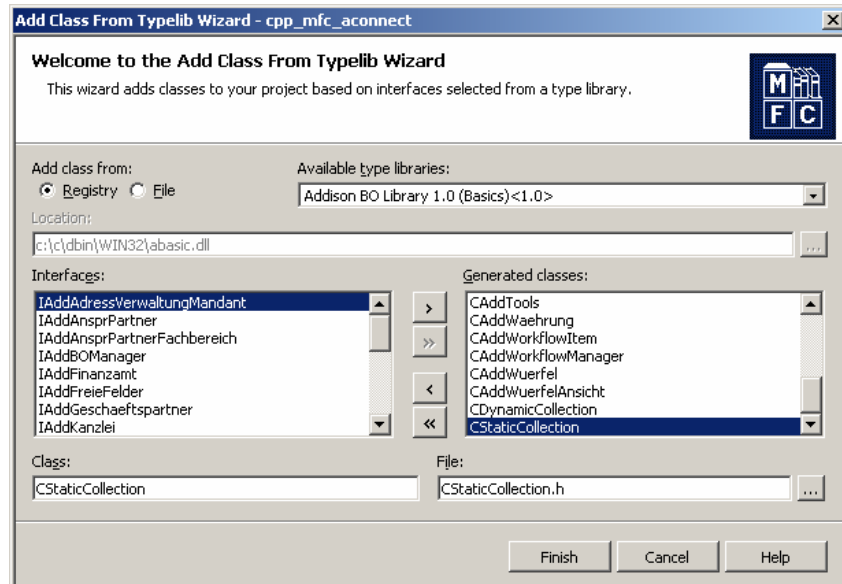 Add Class From Typelib Wizard - cpp_mfc_aconnect
Welcome to the Add Class From Typelib Wizard
This wizard adds classes to your project based on interfaces selected from a type library.
M
F C
Add class from:
Registry File
Available type libraries:
Addison BO Library 1.0 (Basics)<1.0>
Location:
c:\c\dbin\WIN32\abasic.dll
...
Interfaces:
IAddAdressVerwaltungMandant
IAddAnsprPartner
IAddAnsprPartnerFachbereich
IAddBOManager
IAddFinanzamt
IAddFreieFelder
IAddGeschaeftspartner
IAddKanzlei
>
>>
<
<<
Generated classes:
CAddTools
CAddWaehrung
CAddWorkflowItem
CAddWorkflowManager
CAddWuerfel
CAddWuerfelAnsicht
CDynamicCollection
CStaticCollection
Class:
CStaticCollection
File:
CStaticCollection.h
...
Finish Cancel Help